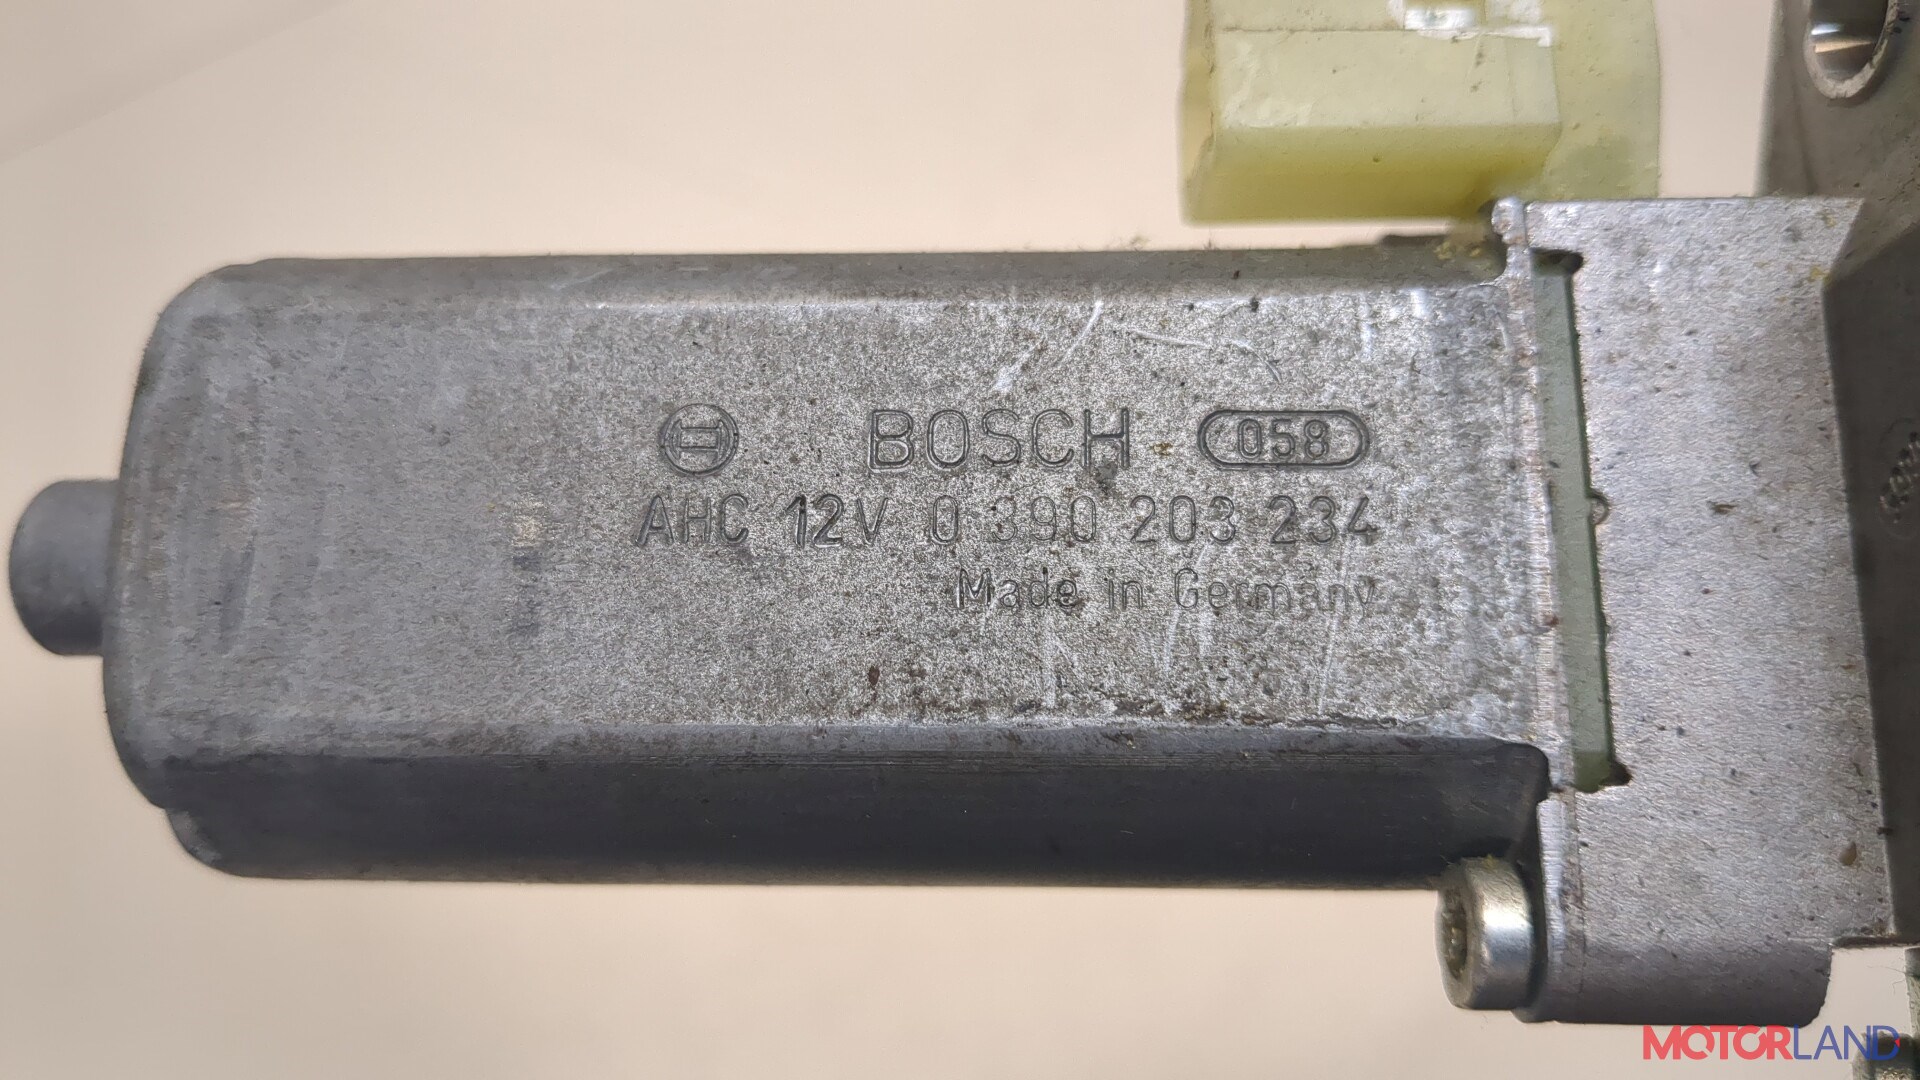 BOSCH 058
AHC 12V 0 390 203 234
Made in Germany
MOTORLAND